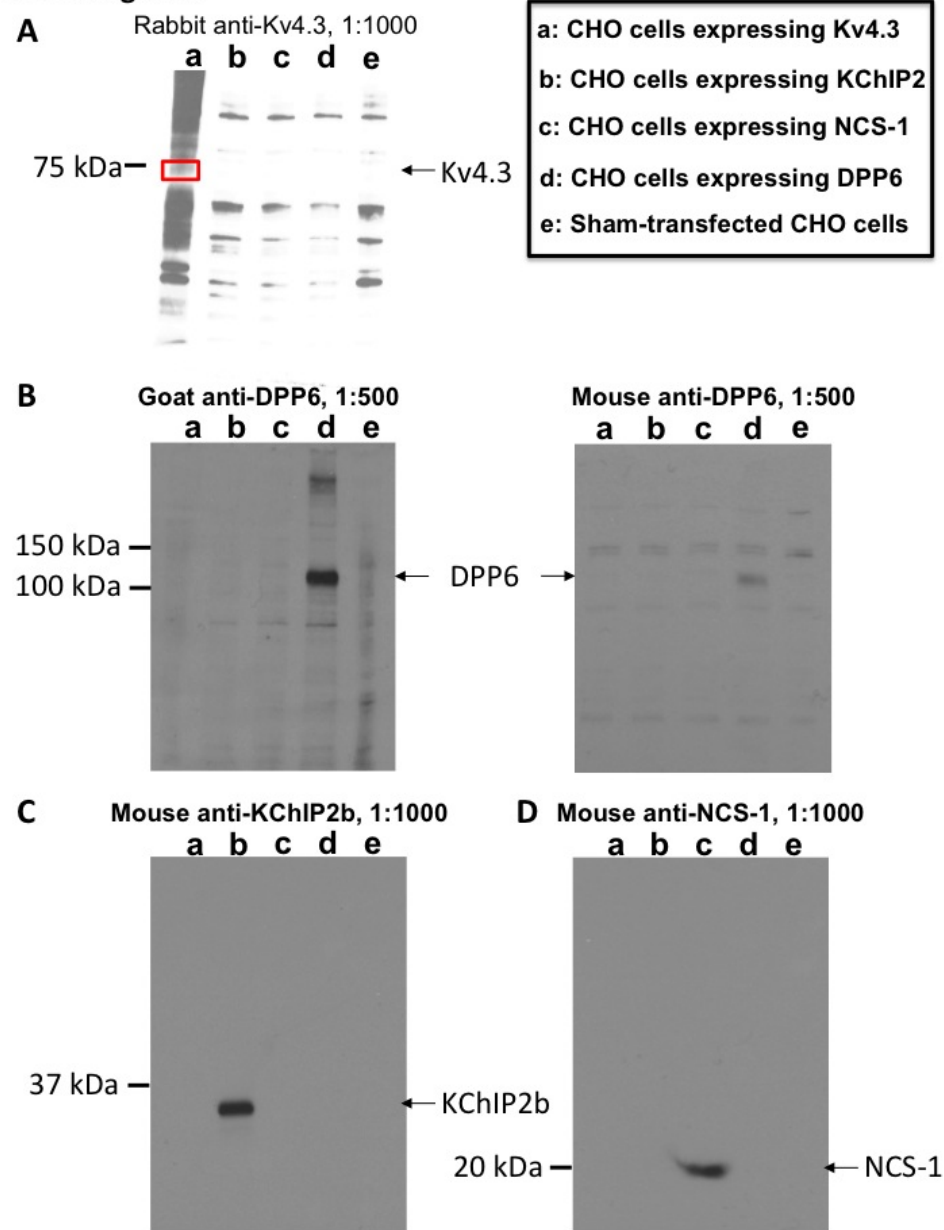 A
Rabbit anti-Kv4.3, 1:1000
a b c d e
75 kDa
Kv4.3
a: CHO cells expressing Kv4.3
b: CHO cells expressing KChIP2
c: CHO cells expressing NCS-1
d: CHO cells expressing DPP6
e: Sham-transfected CHO cells
B
Goat anti-DPP6, 1:500
a b c d e
150 kDa
100 kDa
DPP6
Mouse anti-DPP6, 1:500
a b c d e
C
Mouse anti-KChIP2b, 1:1000
a b c d e
37 kDa
KChIP2b
D
Mouse anti-NCS-1, 1:1000
a b c d e
20 kDa
NCS-1